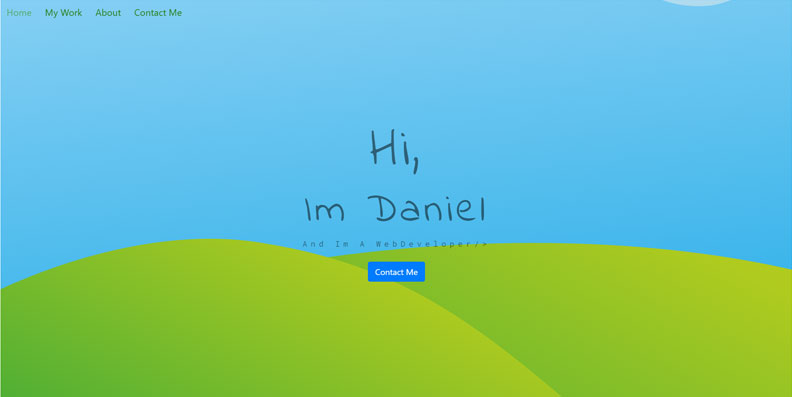 Home My Work About Contact Me
Hi,
Im Daniel
And Im A WebDeveloper/>
Contact Me